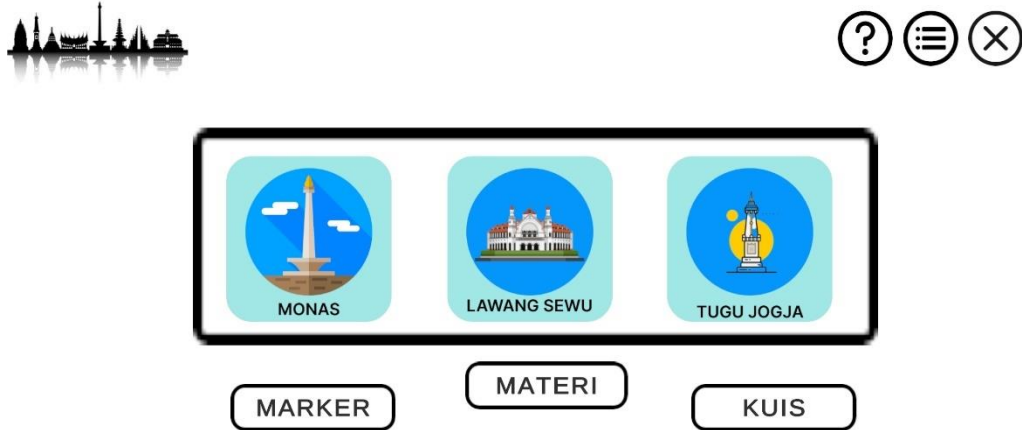 ?
MONAS
LAWANG SEWU
TUGU JOGJA
MARKER
MATERI
KUIS